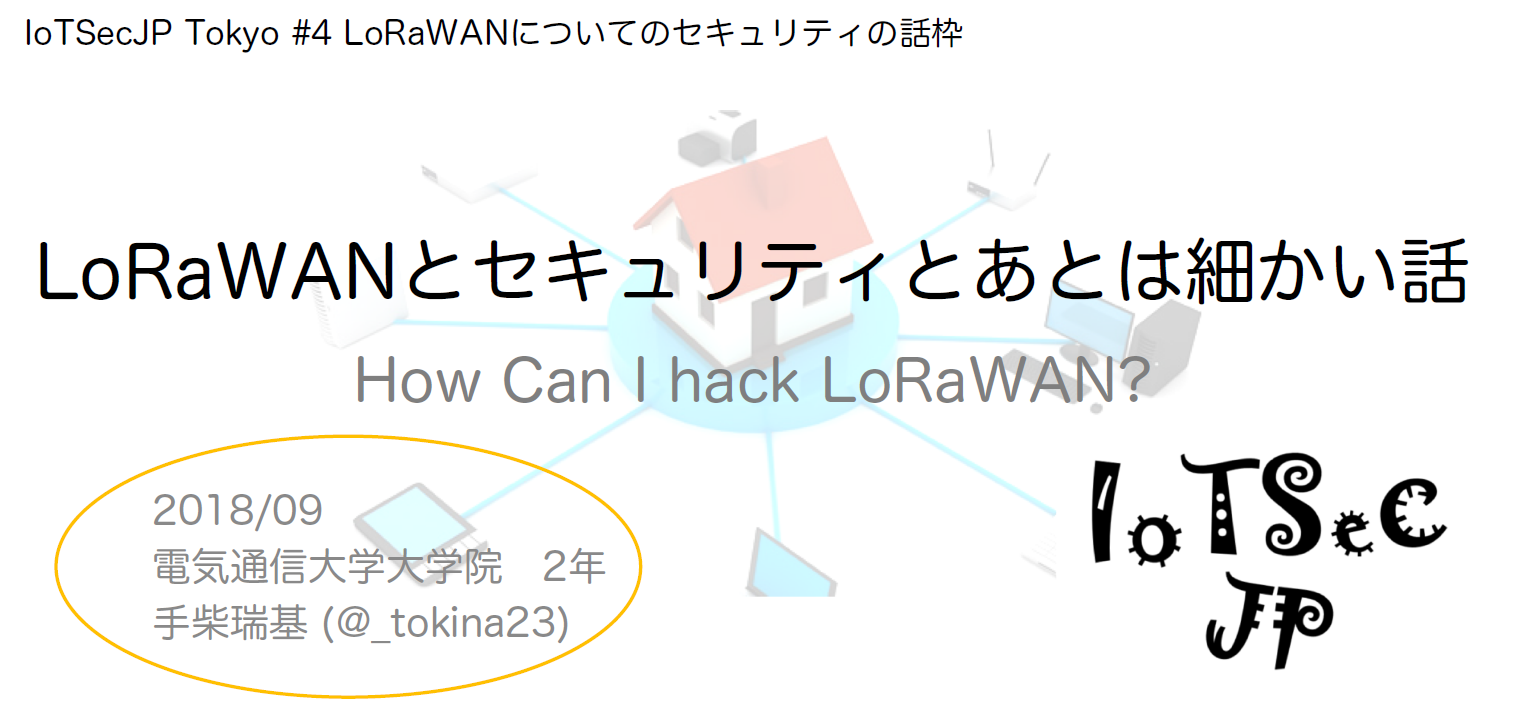 IoTSecJP Tokyo #4 LoRaWANについてのセキュリティの話枠
LoRaWANとセキュリティとあとは細かい話
How Can I hack LoRaWAN?
2018/09
電気通信大学大学院　2年
手柴瑞基 (@_tokina23)
IoTSeC
JP